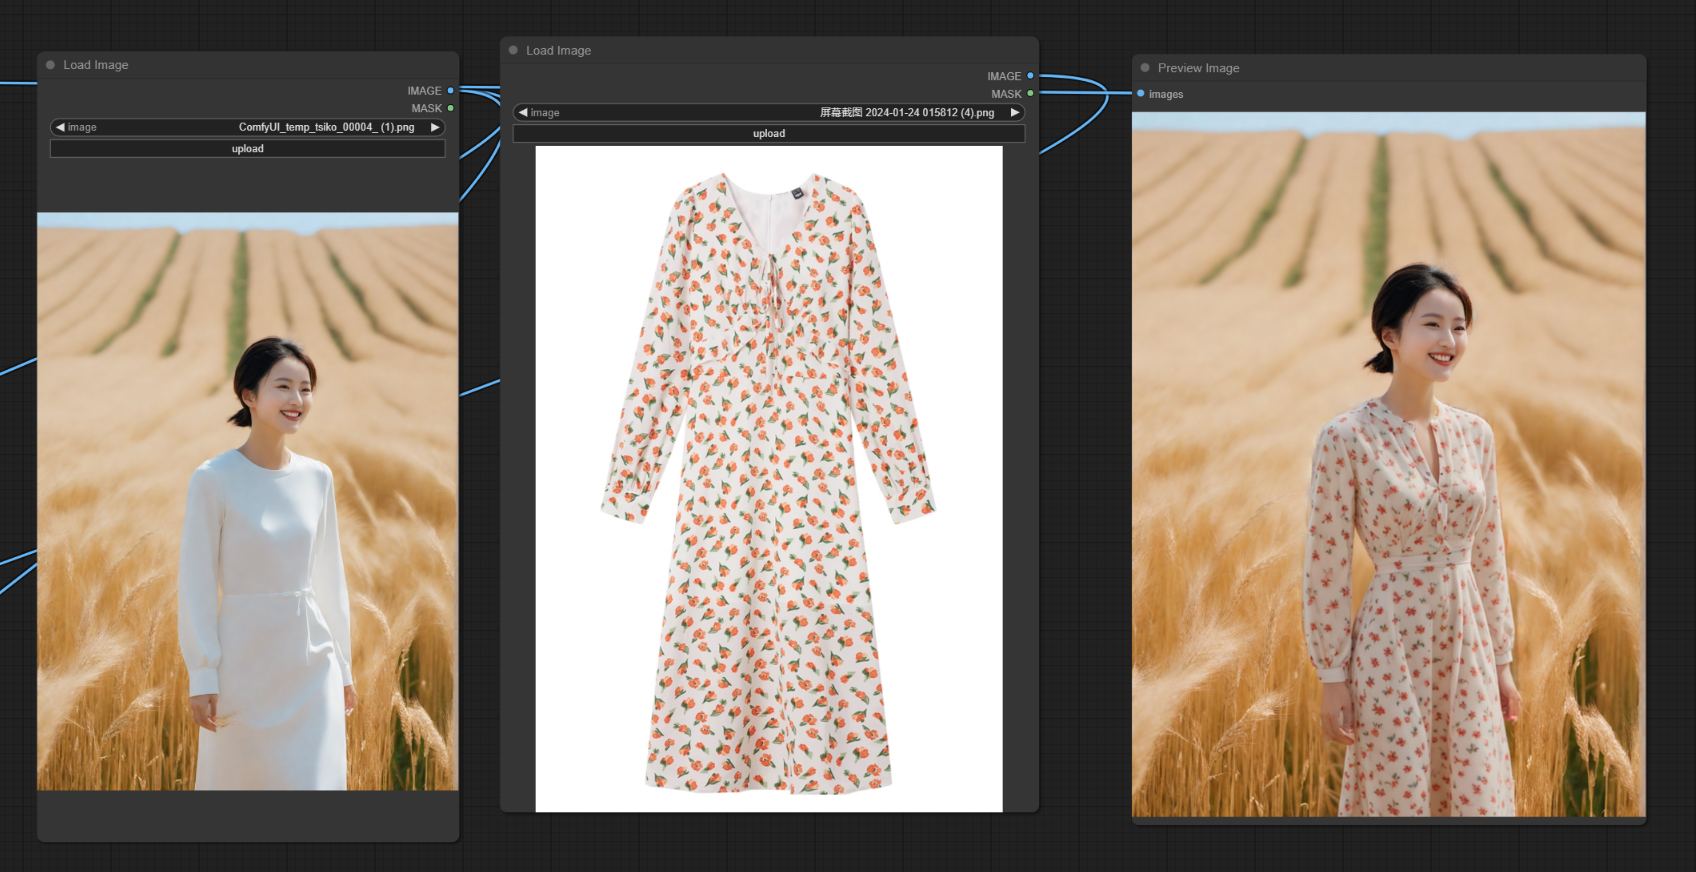 Load Image
IMAGE
MASK
image ComfyUI_temp_tsiko_00004_ (1).png
upload
Load Image
IMAGE
MASK
image 屏幕截图 2024-01-24 015812 (4).png
upload
Preview Image
images